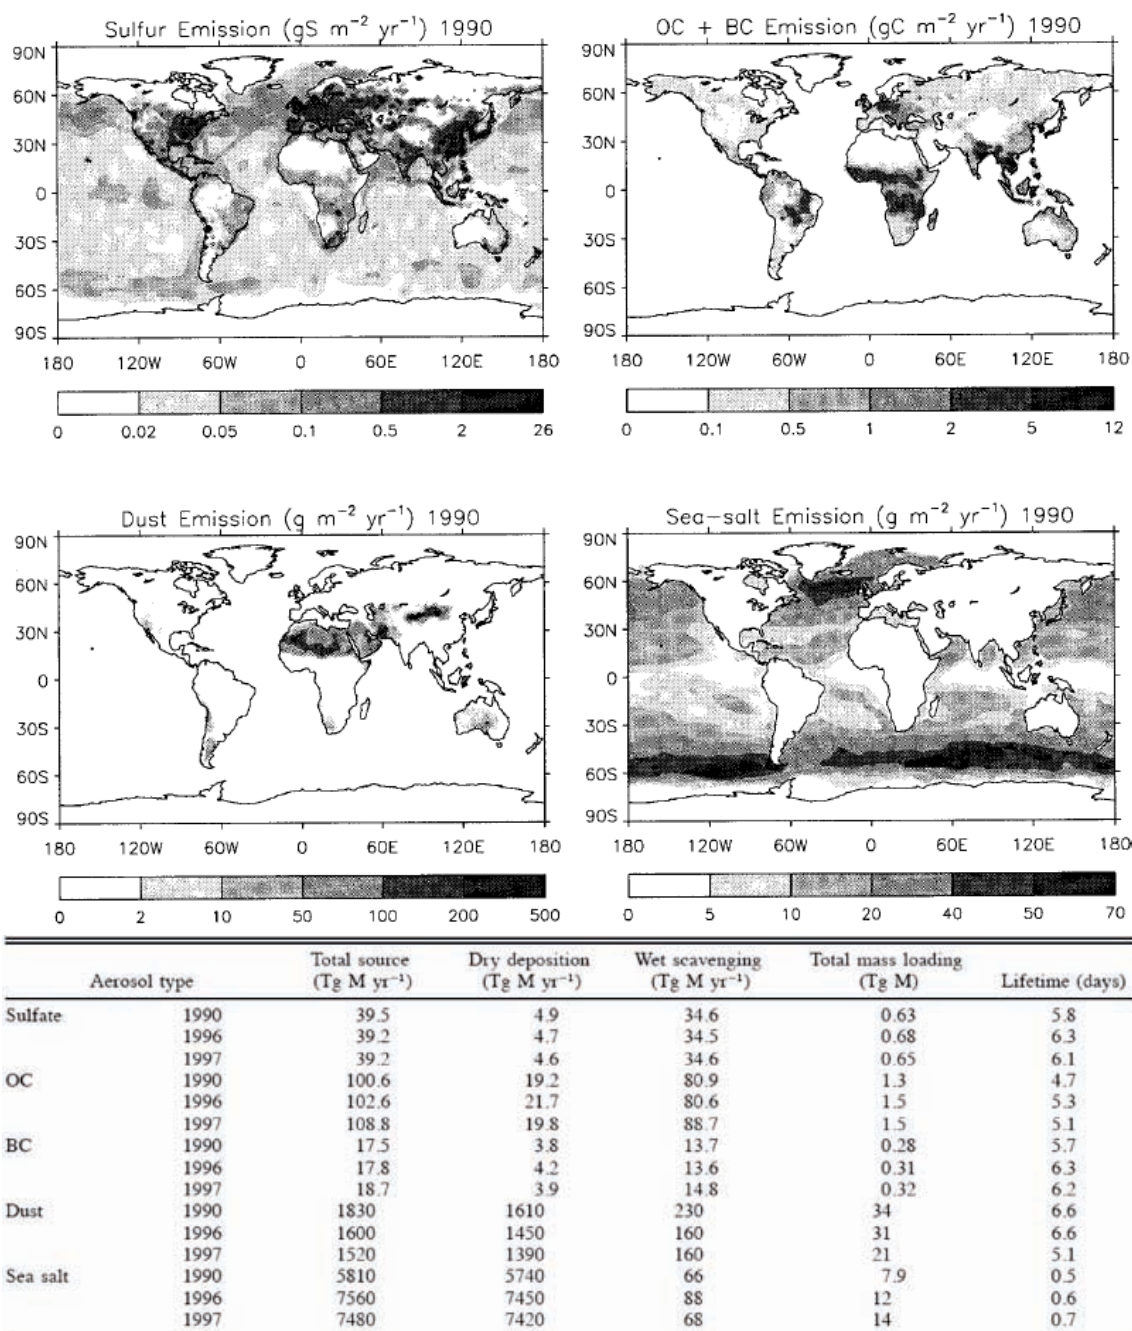 Sulfur Emission (gS m⁻² yr⁻¹) 1990
90N
60N
30N
0
30S
60S
90S
180 120W 60W 0 60E 120E 180
0 0.02 0.05 0.1 0.5 2 26
OC + BC Emission (gC m⁻² yr⁻¹) 1990
90N
60N
30N
0
30S
60S
90S
180 120W 60W 0 60E 120E 180
0 0.1 0.5 1 2 5 12
Dust Emission (g m⁻² yr⁻¹) 1990
90N
60N
30N
0
30S
60S
90S
180 120W 60W 0 60E 120E 180
0 2 10 50 100 200 500
Sea-salt Emission (g m⁻² yr⁻¹) 1990
90N
60N
30N
0
30S
60S
90S
180 120W 60W 0 60E 120E 180
0 5 10 20 40 50 70
Total source Dry deposition Wet scavenging Total mass loading
Aerosol type (Tg M yr⁻¹) (Tg M yr⁻¹) (Tg M yr⁻¹) (Tg M) Lifetime (days)
Sulfate 1990 39.5 4.9 34.6 0.63 5.8
1996 39.2 4.7 34.5 0.68 6.3
1997 39.2 4.6 34.6 0.65 6.1
OC 1990 100.6 19.2 80.9 1.3 4.7
1996 102.6 21.7 80.6 1.5 5.3
1997 108.8 19.8 88.7 1.5 5.1
BC 1990 17.5 3.8 13.7 0.28 5.7
1996 17.8 4.2 13.6 0.31 6.3
1997 18.7 3.9 14.8 0.32 6.2
Dust 1990 1830 1610 230 34 6.6
1996 1600 1450 160 31 6.6
1997 1520 1390 160 21 5.1
Sea salt 1990 5810 5740 66 7.9 0.5
1996 7560 7450 88 12 0.6
1997 7480 7420 68 14 0.7